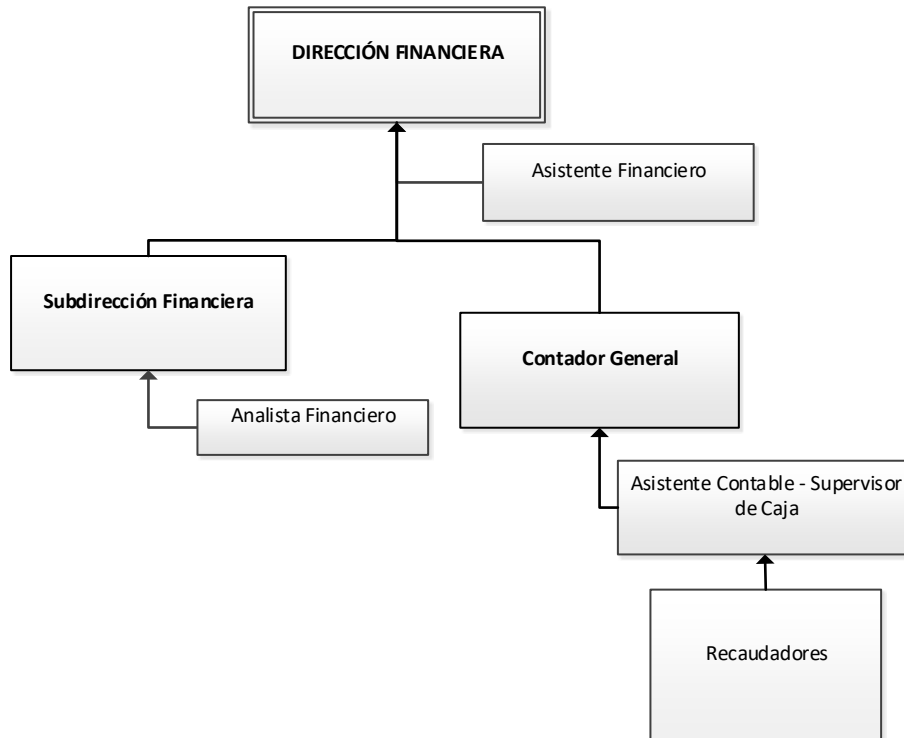 DIRECCIÓN FINANCIERA
Asistente Financiero
Subdirección Financiera
Contador General
Analista Financiero
Asistente Contable - Supervisor
de Caja
Recaudadores